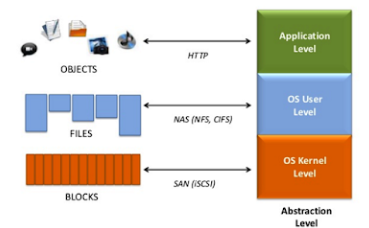 OBJECTS
HTTP
Application
Level
FILES
NAS (NFS, CIFS)
OS User
Level
BLOCKS
SAN (iSCSI)
OS Kernel
Level
Abstraction
Level